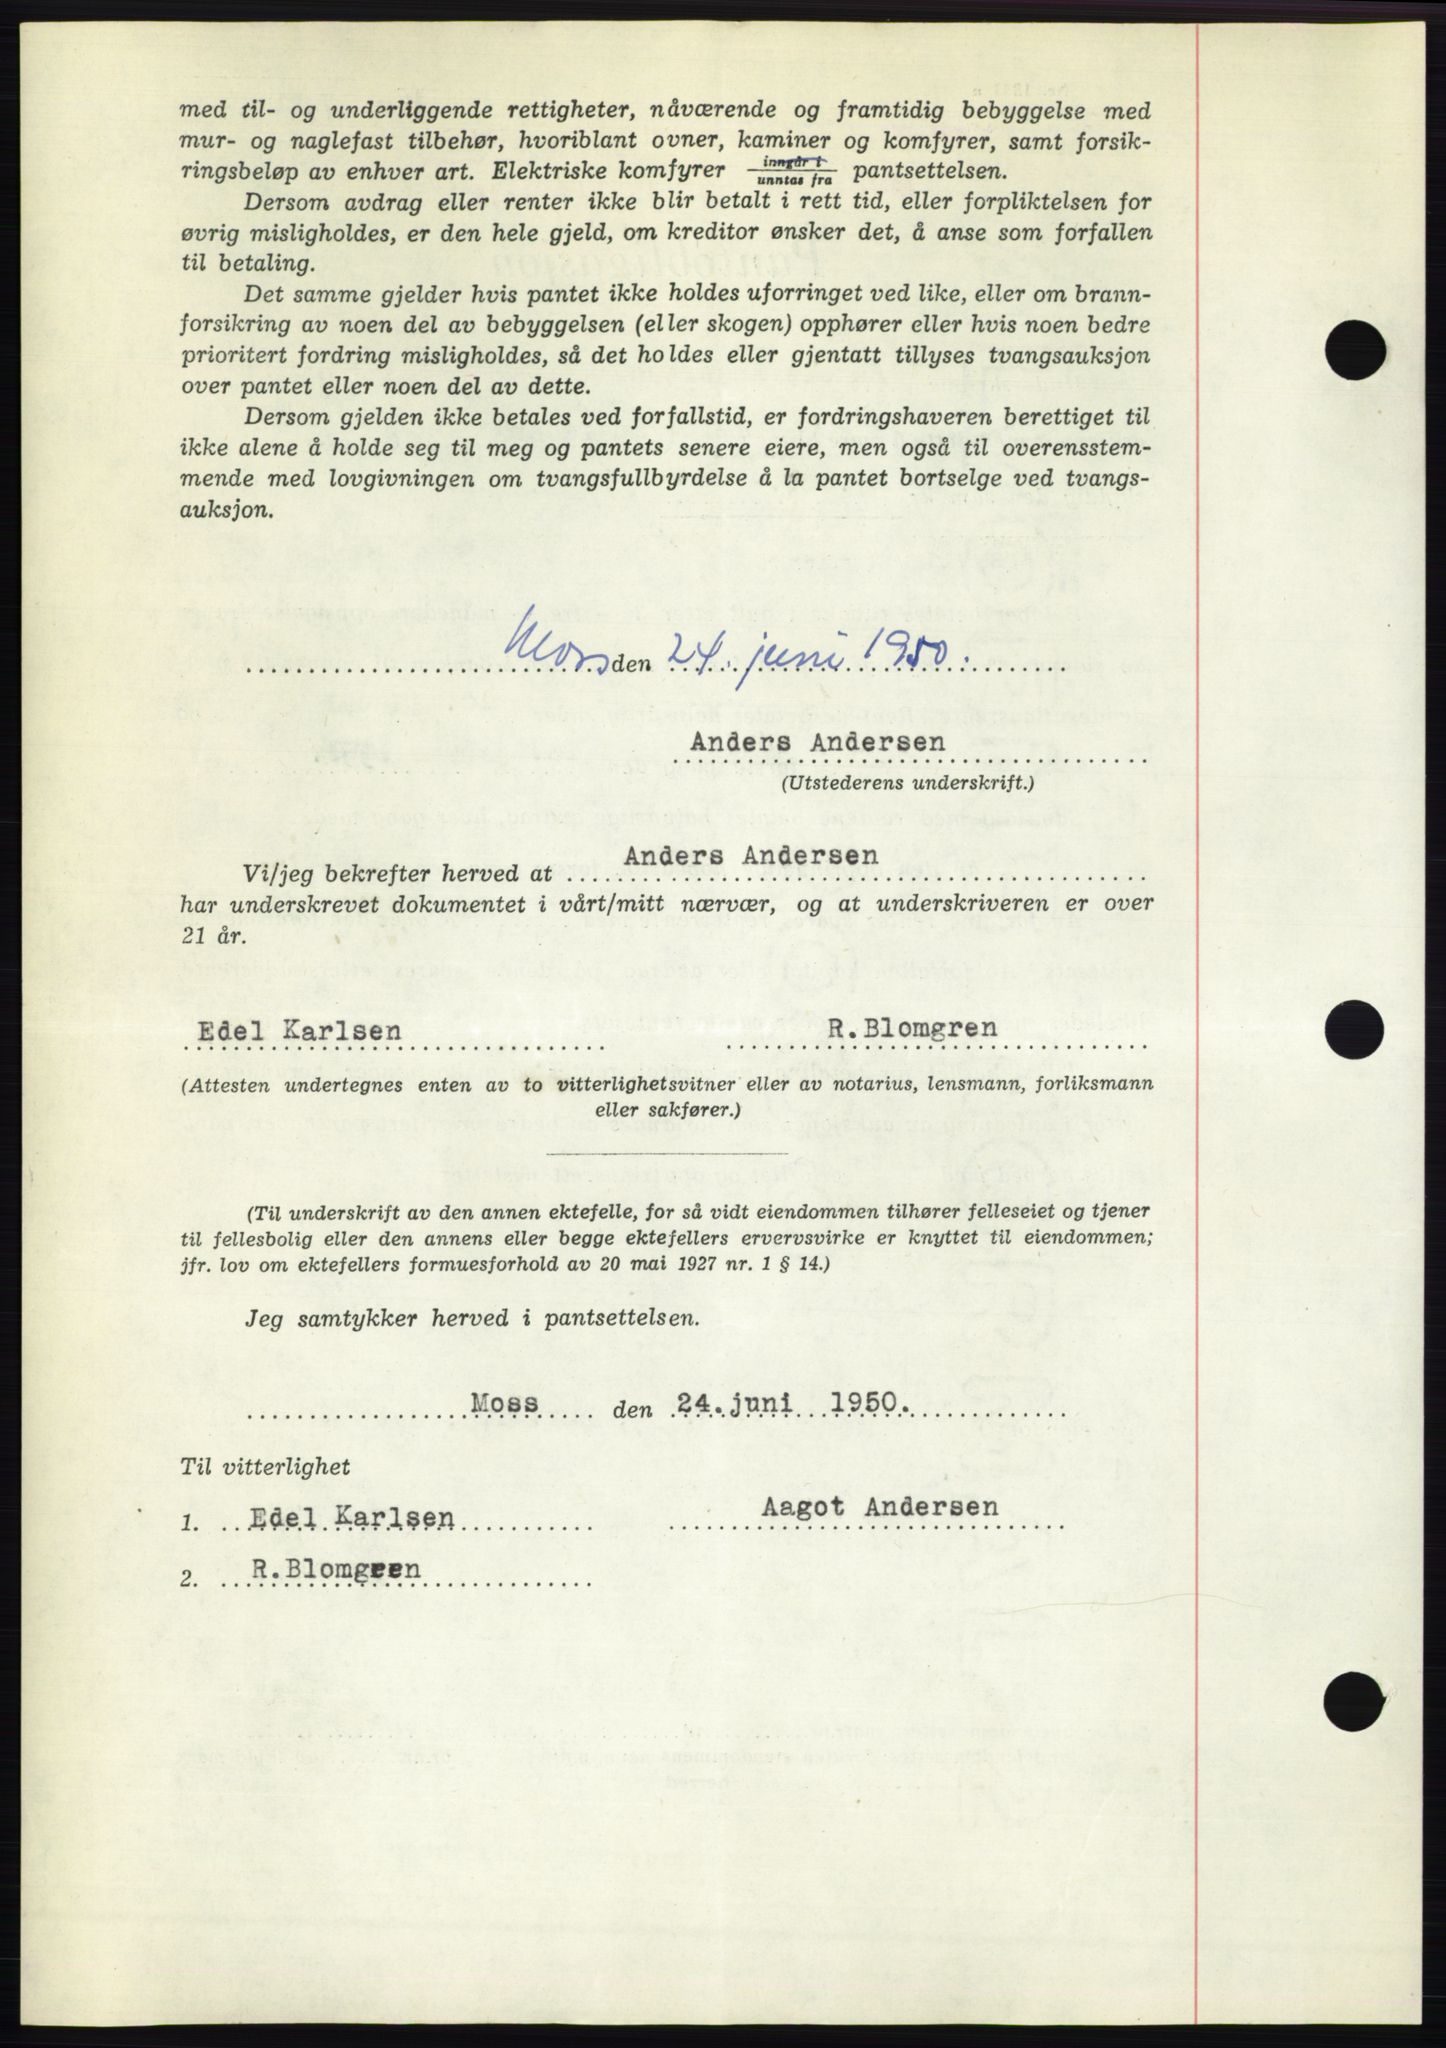 med til- og underliggende rettigheter, nåværende og framtidig bebyggelse med
mur- og naglefast tilbehør, hvoriblant ovner, kaminer og komfyrer, samt forsik-
ringsbeløp av enhver art. Elektriske komfyrer inngår i / unntas fra pantsettelsen.
Dersom avdrag eller renter ikke blir betalt i rett tid, eller forpliktelsen for
øvrig misligholdes, er den hele gjeld, om kreditor ønsker det, å anse som forfallen
til betaling.
Det samme gjelder hvis pantet ikke holdes uforringet ved like, eller om brann-
forsikring av noen del av bebyggelsen (eller skogen) opphører eller hvis noen bedre
prioritert fordring misligholdes, så det holdes eller gjentatt tillyses tvangsauksjon
over pantet eller noen del av dette.
Dersom gjelden ikke betales ved forfallstid, er fordringshaveren berettiget til
ikke alene å holde seg til meg og pantets senere eiere, men også til overensstem-
mende med lovgivningen om tvangsfullbyrdelse å la pantet bortselge ved tvangs-
auksjon.
Moss den 24. juni 1950.
Anders Andersen
(Utstederens underskrift.)
Vi/jeg bekrefter herved at Anders Andersen
har underskrevet dokumentet i vårt/mitt nærvær, og at underskriveren er over
21 år.
Edel Karlsen R.Blomgren
(Attesten undertegnes enten av to vitterlighetsvitner eller av notarius, lensmann, forliksmann
eller sakfører.)
(Til underskrift av den annen ektefelle, for så vidt eiendommen tilhører felleseiet og tjener
til fellesbolig eller den annens eller begge ektefellers ervervsvirke er knyttet til eiendommen;
jfr. lov om ektefellers formuesforhold av 20 mai 1927 nr. 1 § 14.)
Jeg samtykker herved i pantsettelsen.
Moss den 24. juni 1950.
Til vitterlighet
1. Edel Karlsen Aagot Andersen
2. R.Blomgren